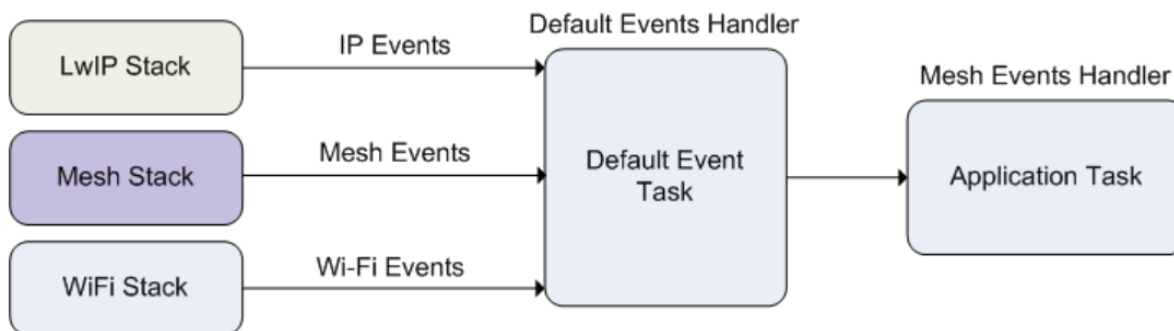 Default Events Handler
LwIP Stack
IP Events
Mesh Events Handler
Mesh Stack
Mesh Events
Default Event
Task
Application Task
WiFi Stack
Wi-Fi Events